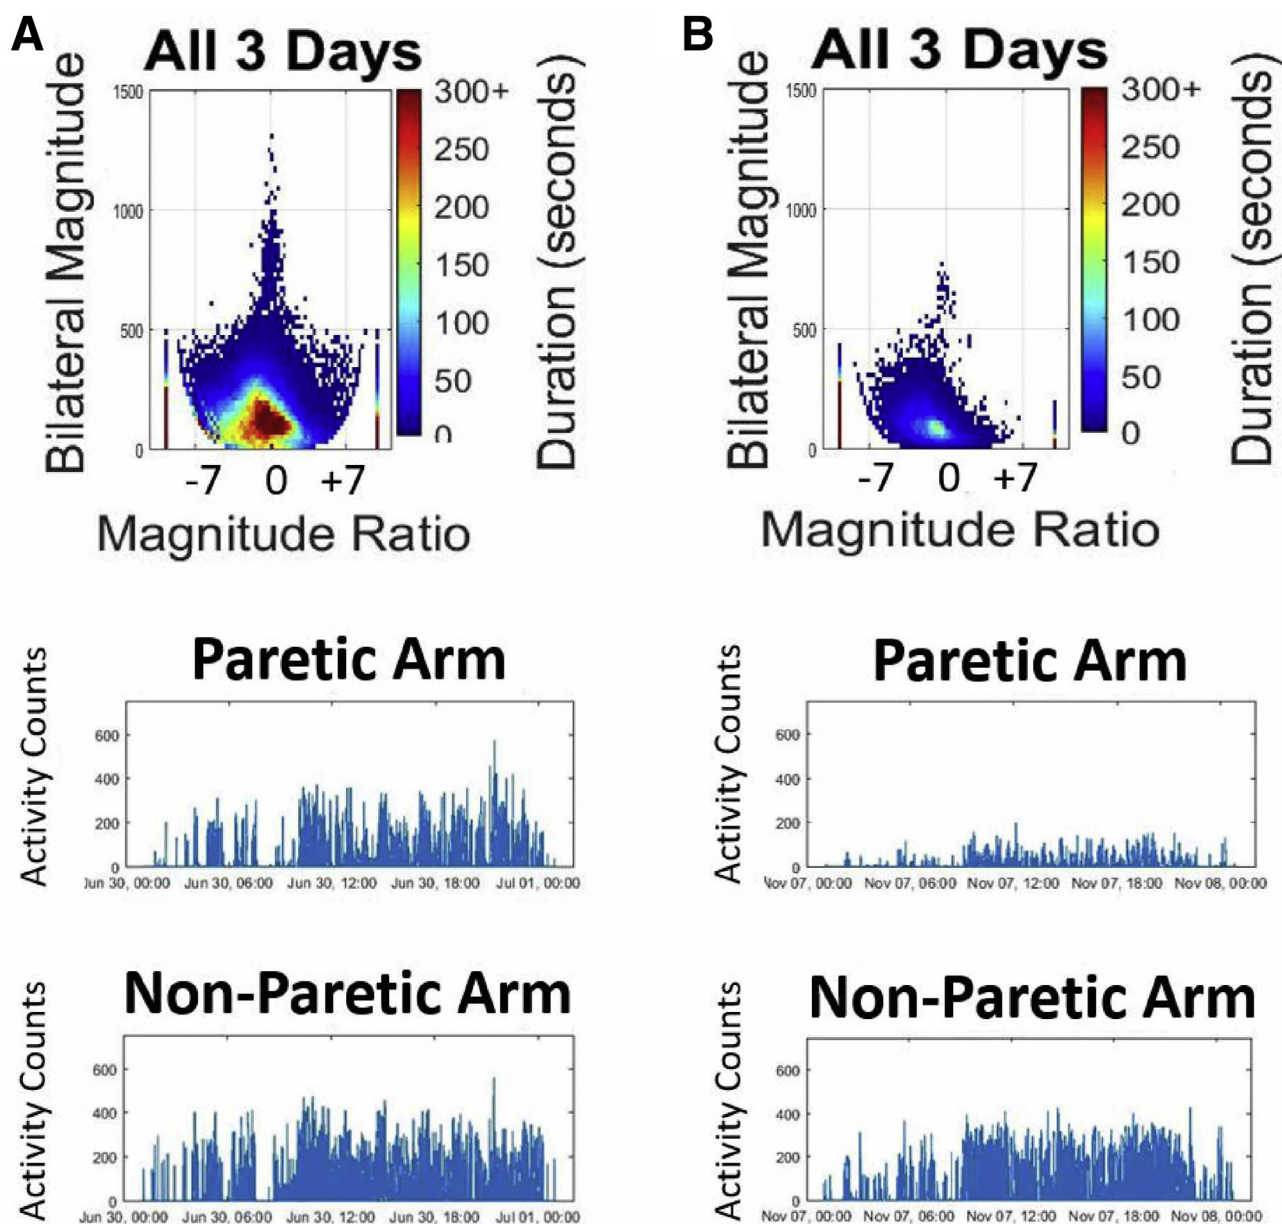 A
All 3 Days
Bilateral Magnitude
1500
1000
500
0
300+
250
200
150
100
50
0
Duration (seconds)
-7 0 +7
Magnitude Ratio
B
All 3 Days
Bilateral Magnitude
1500
1000
500
0
300+
250
200
150
100
50
0
Duration (seconds)
-7 0 +7
Magnitude Ratio
Paretic Arm
Activity Counts
600
400
200
0
Jun 30, 00:00 Jun 30, 06:00 Jun 30, 12:00 Jun 30, 18:00 Jul 01, 00:00
Paretic Arm
Activity Counts
600
400
200
0
Nov 07, 00:00 Nov 07, 06:00 Nov 07, 12:00 Nov 07, 18:00 Nov 08, 00:00
Non-Paretic Arm
Activity Counts
600
400
200
0
Jun 30, 00:00 Jun 30, 06:00 Jun 30, 12:00 Jun 30, 18:00 Jul 01, 00:00
Non-Paretic Arm
Activity Counts
600
400
200
0
Nov 07, 00:00 Nov 07, 06:00 Nov 07, 12:00 Nov 07, 18:00 Nov 08, 00:00